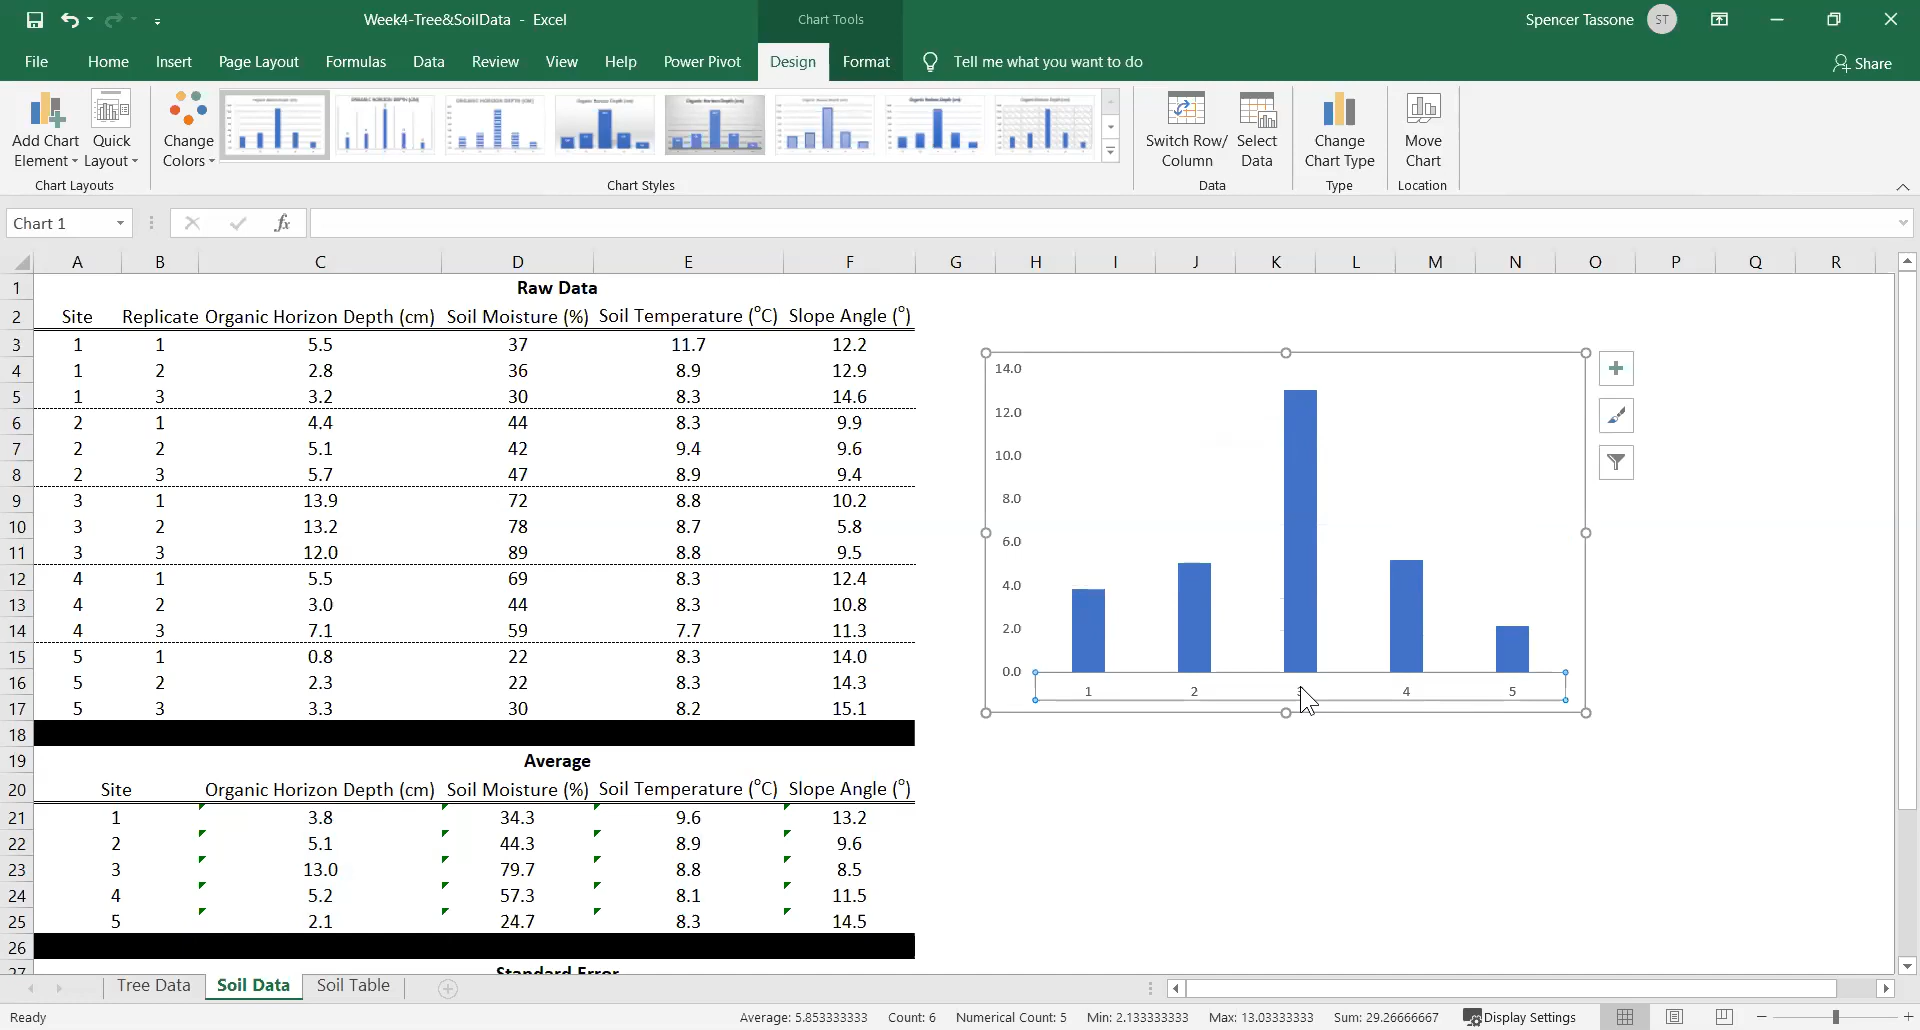 Week4-Tree&SoilData - Excel
Chart Tools
Spencer Tassone
ST
File
Home
Insert
Page Layout
Formulas
Data
Review
View
Help
Power Pivot
Design
Format
Tell me what you want to do
Share
Add Chart Element
Quick Layout
Change Colors
Switch Row/ Column
Select Data
Change Chart Type
Move Chart
Chart Layouts
Chart Styles
Data
Type
Location
Chart 1
fx
A B C D E F G H I J K L M N O P Q R
1 Raw Data
2 Site Replicate Organic Horizon Depth (cm) Soil Moisture (%) Soil Temperature (°C) Slope Angle (°)
3 1 1 5.5 37 11.7 12.2
4 1 2 2.8 36 8.9 12.9
5 1 3 3.2 30 8.3 14.6
6 2 1 4.4 44 8.3 9.9
7 2 2 5.1 42 9.4 9.6
8 2 3 5.7 47 8.9 9.4
9 3 1 13.9 72 8.8 10.2
10 3 2 13.2 78 8.7 5.8
11 3 3 12.0 89 8.8 9.5
12 4 1 5.5 69 8.3 12.4
13 4 2 3.0 44 8.3 10.8
14 4 3 7.1 59 7.7 11.3
15 5 1 0.8 22 8.3 14.0
16 5 2 2.3 22 8.3 14.3
17 5 3 3.3 30 8.2 15.1
18
19 Average
20 Site Organic Horizon Depth (cm) Soil Moisture (%) Soil Temperature (°C) Slope Angle (°)
21 1 3.8 34.3 9.6 13.2
22 2 5.1 44.3 8.9 9.6
23 3 13.0 79.7 8.8 8.5
24 4 5.2 57.3 8.1 11.5
25 5 2.1 24.7 8.3 14.5
26
27 Standard Error
14.0
12.0
10.0
8.0
6.0
4.0
2.0
0.0
1 2 3 4 5
Tree Data
Soil Data
Soil Table
Ready
Average: 5.853333333
Count: 6
Numerical Count: 5
Min: 2.133333333
Max: 13.03333333
Sum: 29.26666667
Display Settings